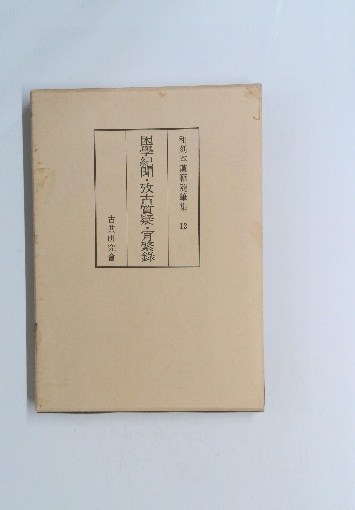 和刻本漢籍随筆集 12
困學紀聞・攷古質疑・肯綮錄
古典研究會